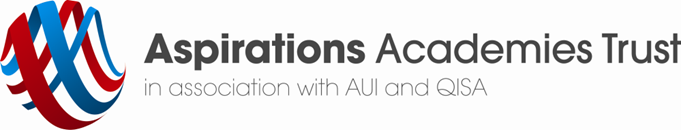 Aspirations Academies Trust
in association with AUI and QISA